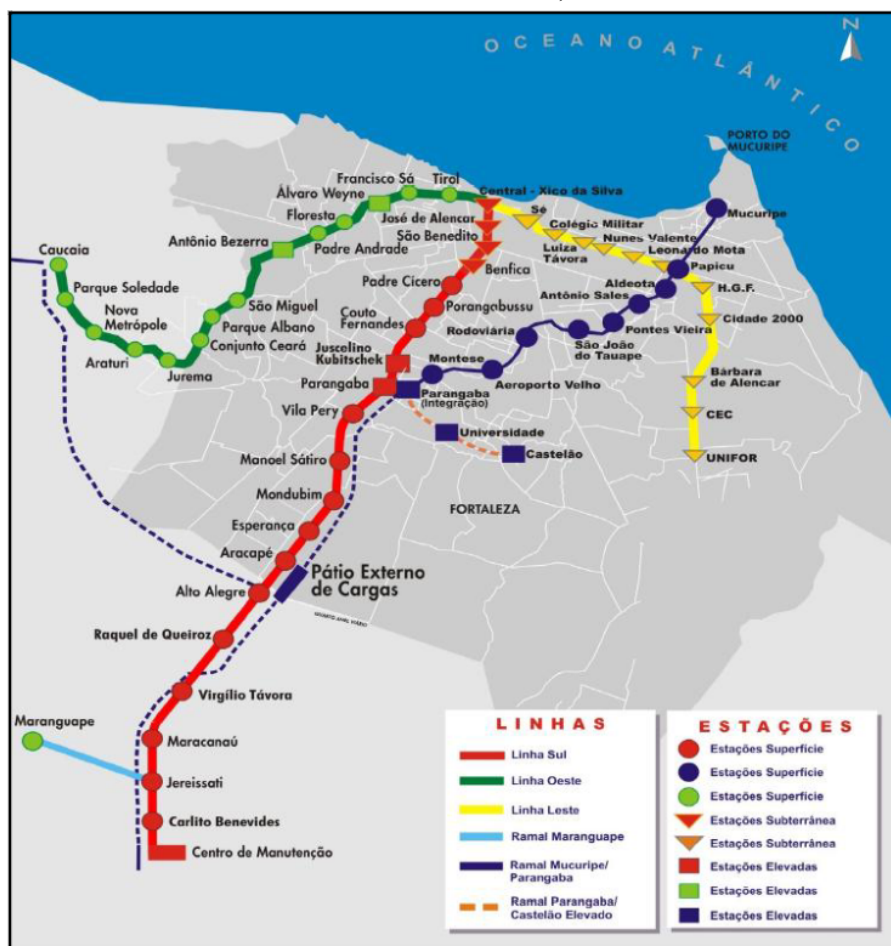 OCEANO ATLÁNTICO
N
PORTO DO
MUCURIPE
Francisco Sá
Tirol
Central - Xico da Silva
Álvaro Weyne
José de Alencar
Sé
Mucuripe
Floresta
Colégio Militar
São Benedito
Nunes Valente
Antônio Bezerra
Padre Andrade
Luiza
Távora
Leonardo Mota
Caucaia
Benfica
Papicu
Padre Cícero
Aldeota
H.G.F.
Parque Soledade
Antônio Sales
São Miguel
Porangabussu
Nova
Metrópole
Couto
Fernandes
Cidade 2000
Parque Albano
Rodoviária
Pontes Vieira
Conjunto Ceará
São João
do Tauape
Araturi
Juscelino
Kubitschek
Jurema
Montese
Bárbara
de Alencar
Parangaba
Aeroporto Velho
Parangaba
(Integração)
Vila Pery
CEC
Universidade
Castelão
UNIFOR
Manoel Sátiro
Mondubim
FORTALEZA
Esperança
Aracapé
Pátio Externo
de Cargas
Alto Alegre
Raquel de Queiroz
Virgílio Távora
Maranguape
Maracanaú
Jereissati
Carlito Benevides
Centro de Manutenção
LINHAS
Linha Sul
Linha Oeste
Linha Leste
Ramal Maranguape
Ramal Mucuripe/
Parangaba
Ramal Parangaba/
Castelão Elevado
ESTAÇÕES
Estações Superfície
Estações Superfície
Estações Superfície
Estações Subterrânea
Estações Subterrânea
Estações Elevadas
Estações Elevadas
Estações Elevadas